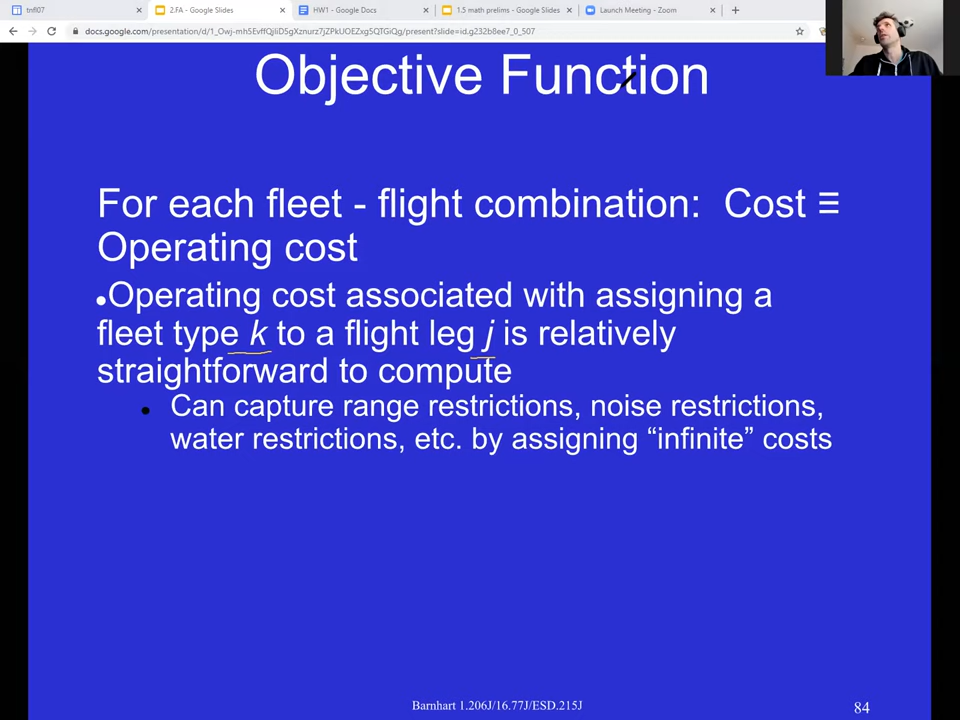 tnfl07
2.FA - Google Slides
HW1 - Google Docs
1.5 math prelims - Google Slides
Launch Meeting - Zoom
Objective Function
For each fleet - flight combination: Cost ≡
Operating cost
•Operating cost associated with assigning a
fleet type k to a flight leg j is relatively
straightforward to compute
• Can capture range restrictions, noise restrictions,
water restrictions, etc. by assigning “infinite” costs
Barnhart 1.206J/16.77J/ESD.215J
84